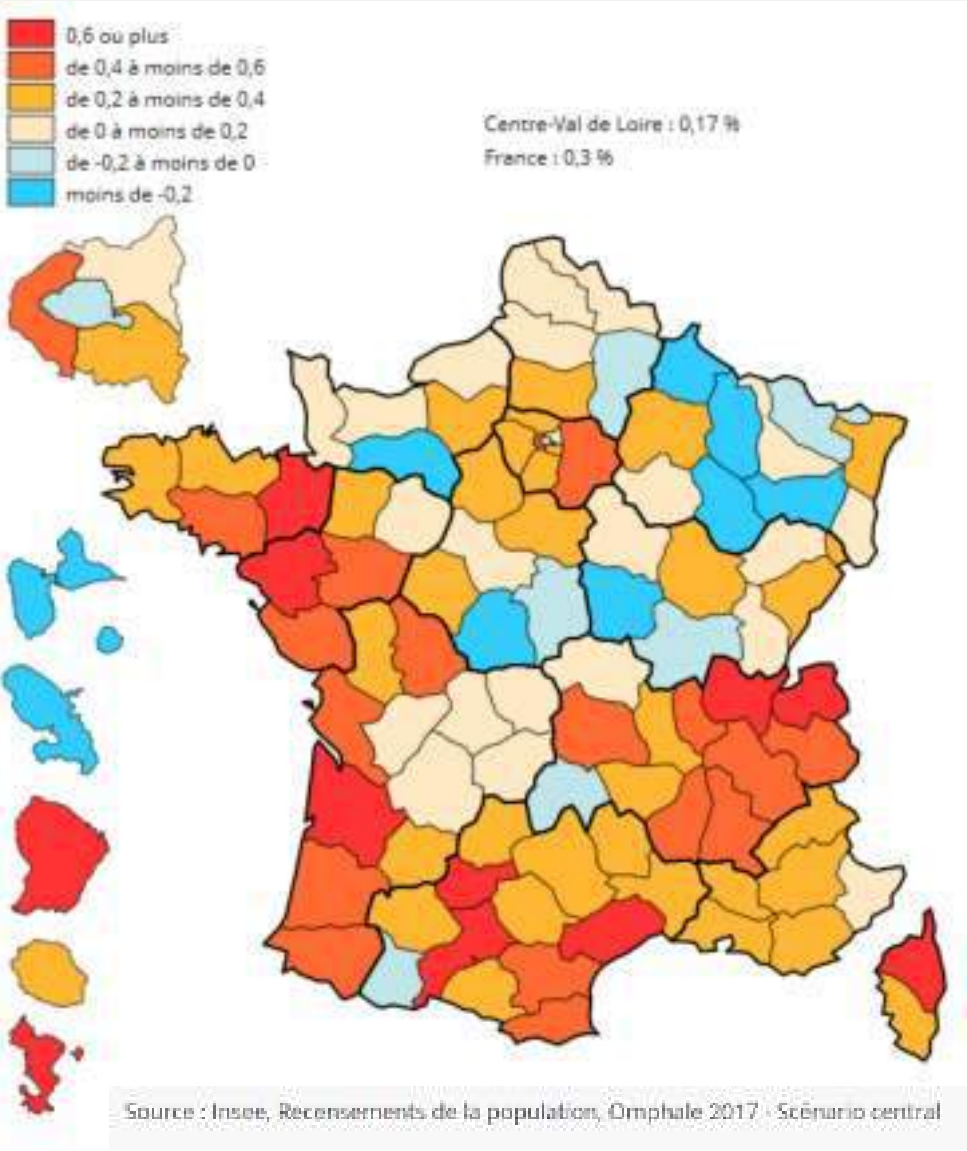 0,6 ou plus
de 0,4 à moins de 0,6
de 0,2 à moins de 0,4
de 0 à moins de 0,2
de -0,2 à moins de 0
moins de -0,2
Centre-Val de Loire : 0,17 %
France : 0,3 %
Source : Insee, Recensements de la population, Omphale 2017 - Scénario central